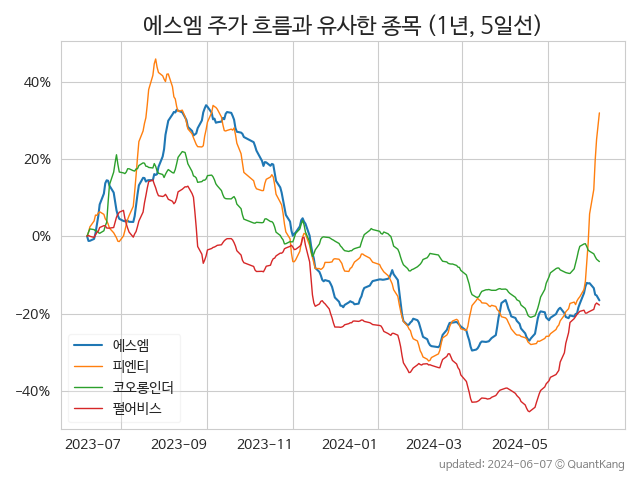 에스엠 주가 흐름과 유사한 종목 (1년, 5일선)
40%
20%
0%
−20%
−40%
에스엠
피엔티
코오롱인더
펄어비스
2023-07 2023-09 2023-11 2024-01 2024-03 2024-05
updated: 2024-06-07 © QuantKang